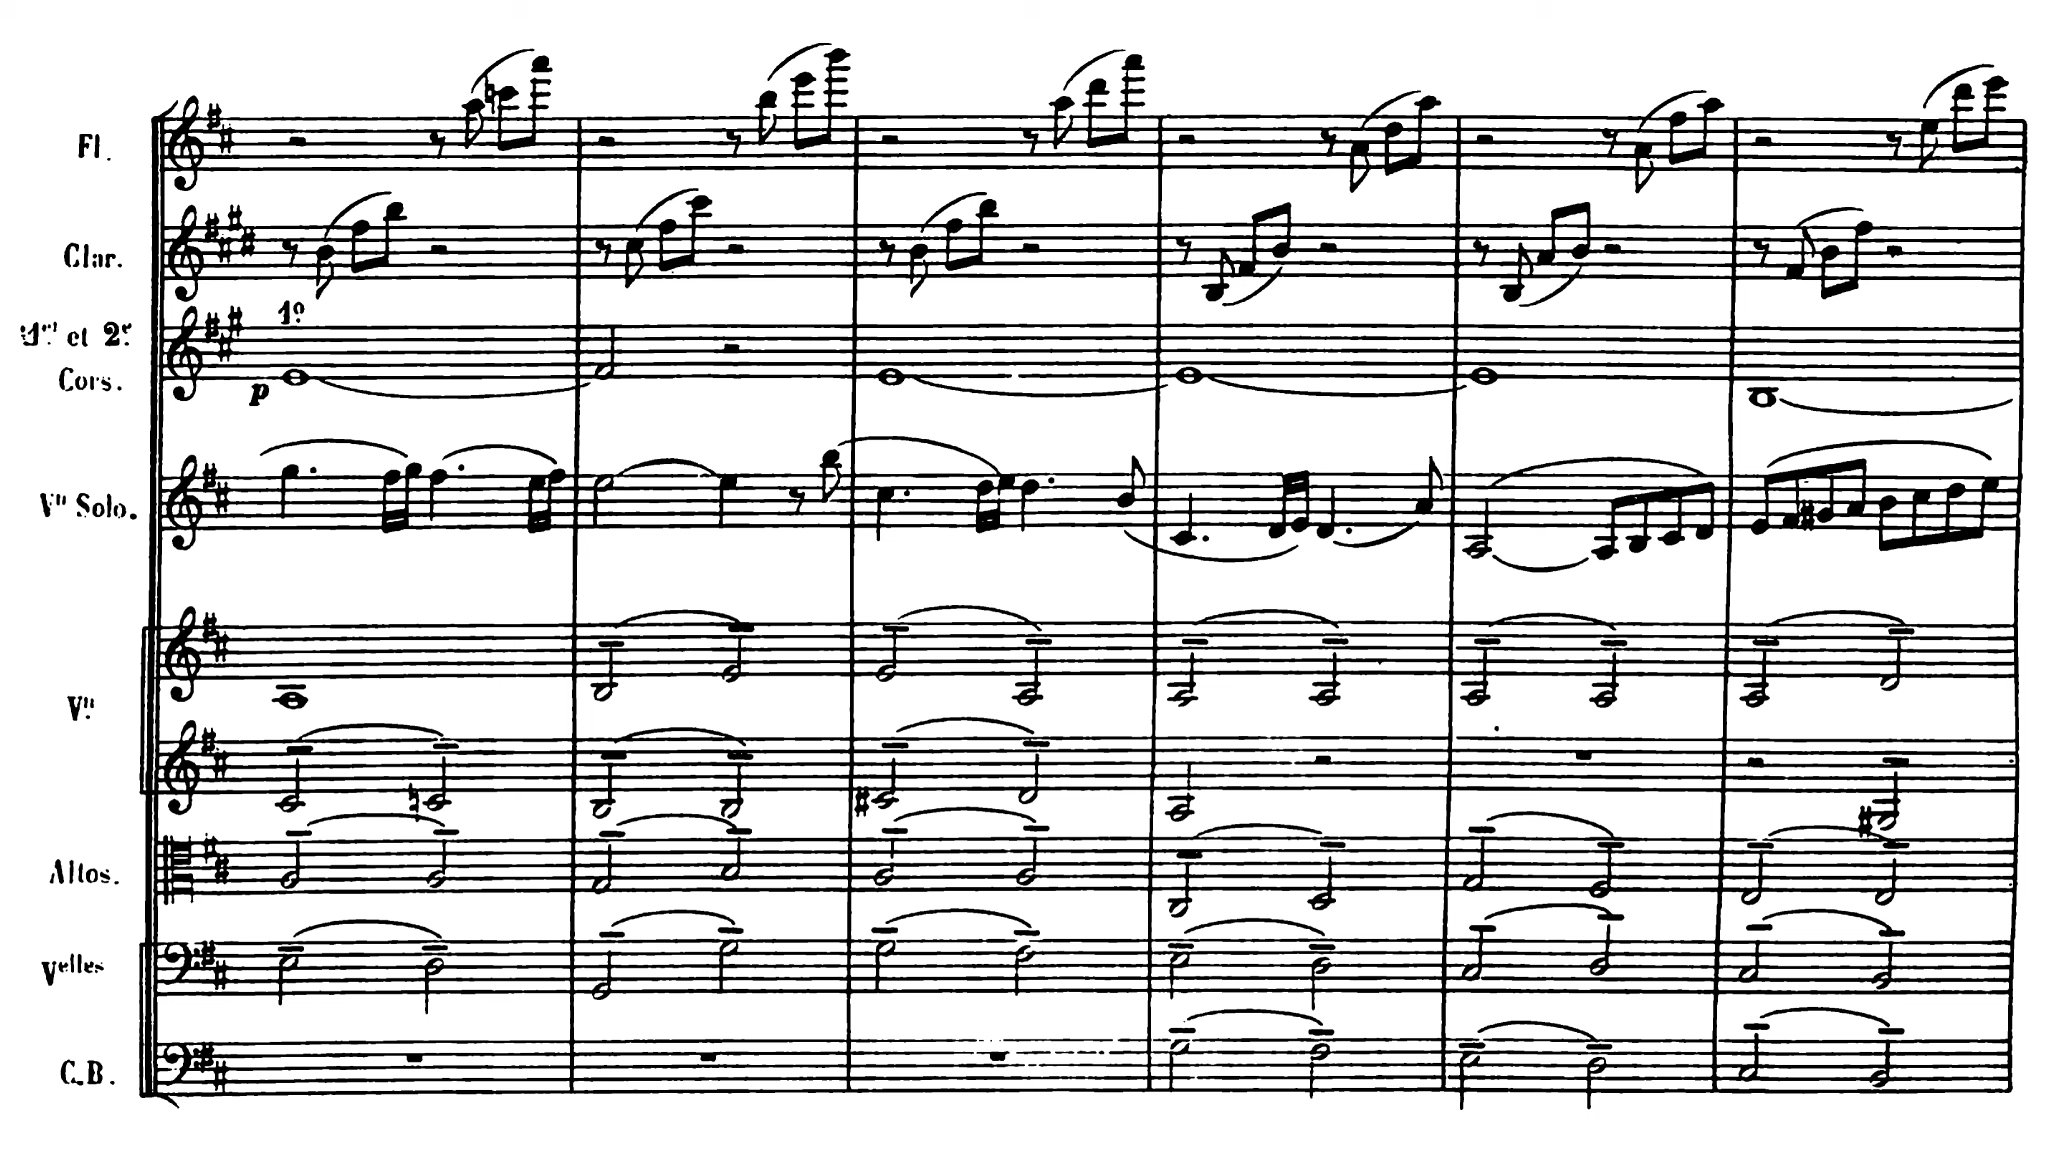 Fl.
Clar.
1º
1er et 2e
Cors.
p
Vn Solo.
Vn
Altos.
Velles
C.B.